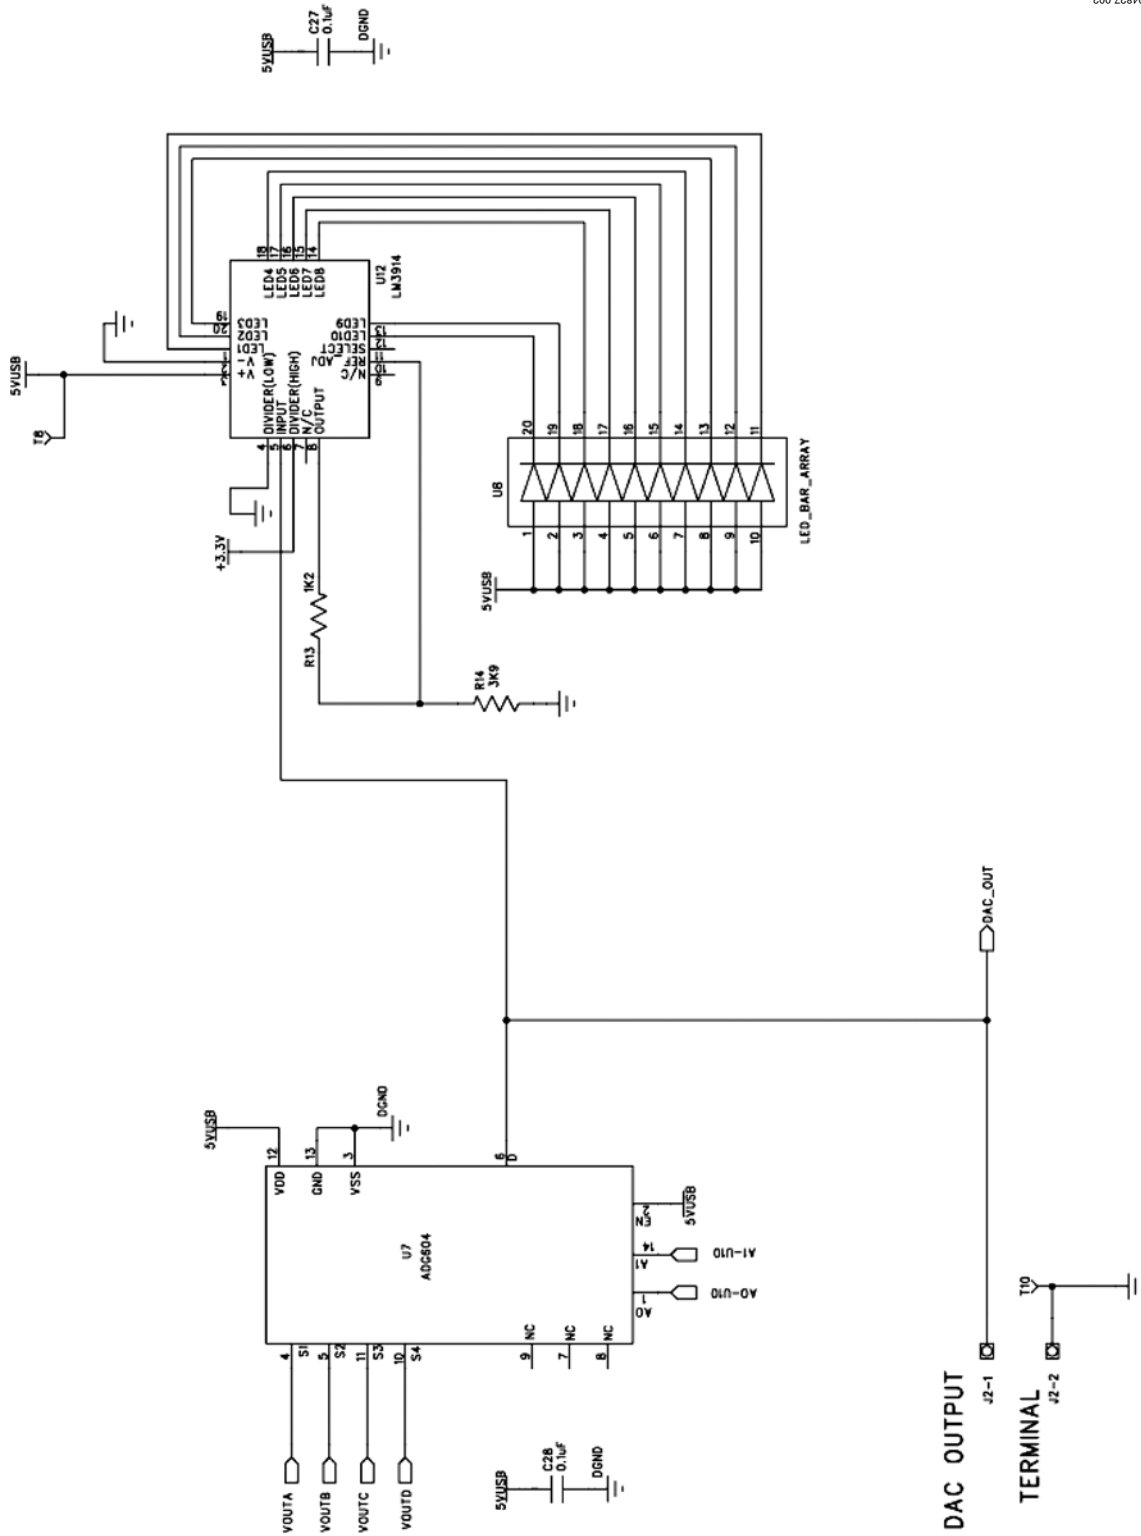 5VUSB
C27
0.1uF
DGND
5VUSB
T8
U12
LM3914
18
17
16
15
14
LED4
LED5
LED6
LED7
LED8
19
20
1
2
3
LED3
LED2
LED1
V-
V+
DIVIDER(LOW)
INPUT
DIVIDER(HIGH)
N/C
OUTPUT
4
5
6
7
8
LED9
LED10
SELECT
REF ADJ
N/C
13
12
11
10
9
+3.3V
R13
1K2
R14
3K9
U8
LED_BAR_ARRAY
20
19
18
17
16
15
14
13
12
11
1
2
3
4
5
6
7
8
9
10
5VUSB
DAC_OUT
5VUSB
DGND
12
13
3
6
VDD
GND
VSS
D
U7
ADG604
EN
2
5VUSB
A1
14
A1-U10
A0
1
A0-U10
S1
S2
S3
S4
4
5
11
10
VOUTA
VOUTB
VOUTC
VOUTD
NC
NC
NC
9
7
8
5VUSB
C28
0.1uF
DGND
DAC OUTPUT
TERMINAL
J2-1
J2-2
T10